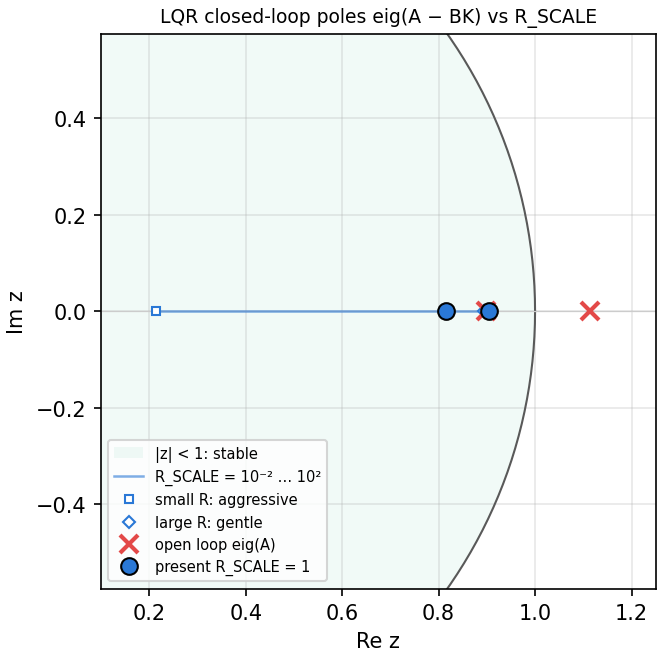 LQR closed-loop poles eig(A − BK) vs R_SCALE
Im z
0.4
0.2
0.0
−0.2
−0.4
|z| < 1: stable
R_SCALE = 10⁻² … 10²
small R: aggressive
large R: gentle
open loop eig(A)
present R_SCALE = 1
0.2
0.4
0.6
0.8
1.0
1.2
Re z